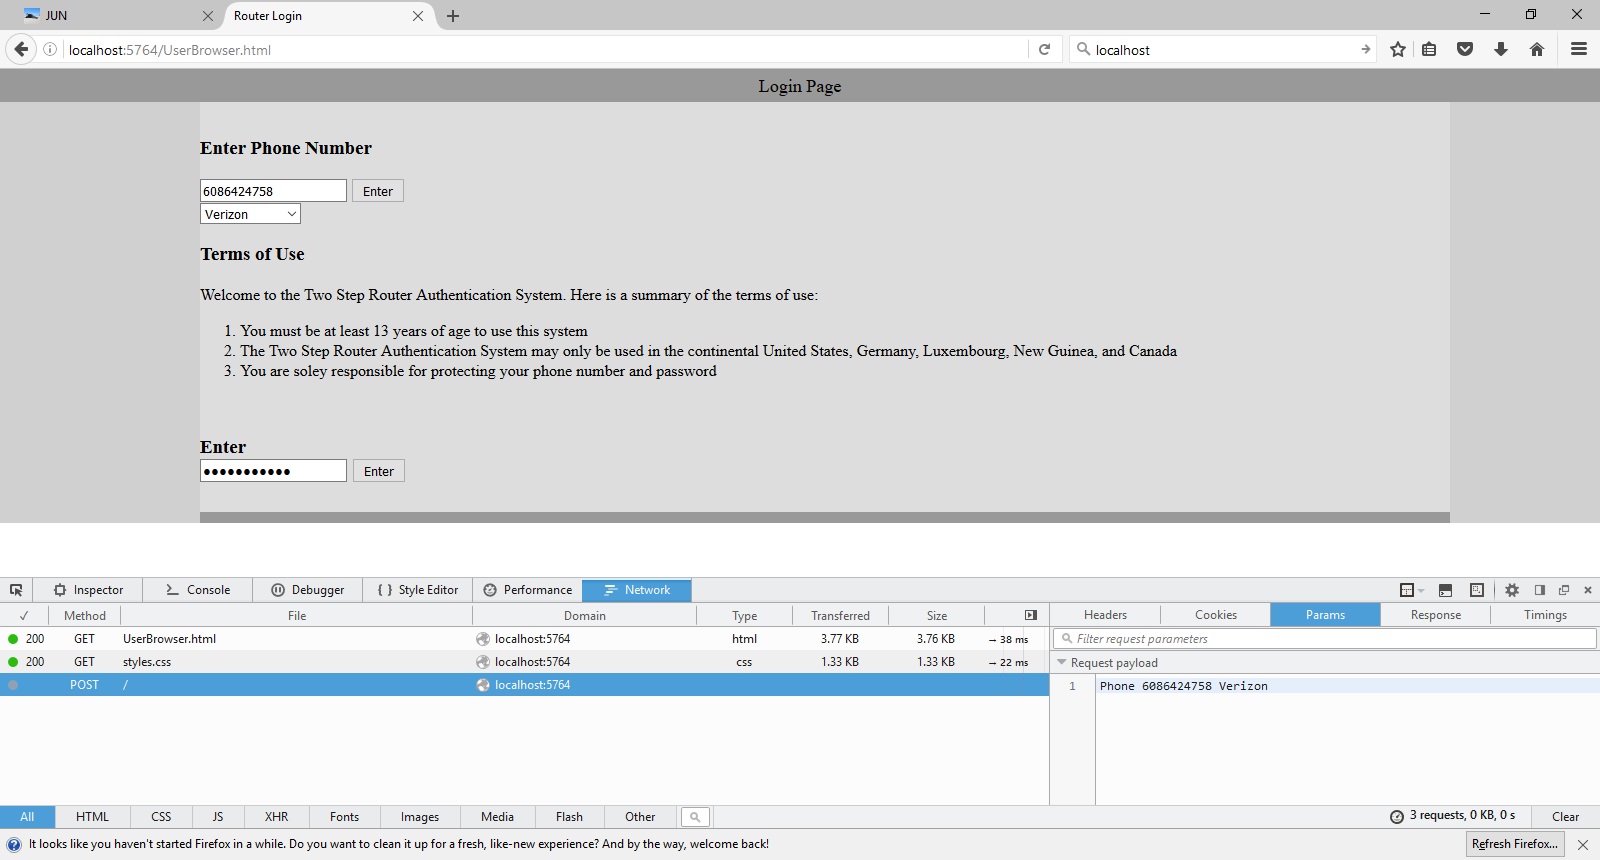 JUN
Router Login
localhost:5764/UserBrowser.html
localhost
Login Page
Enter Phone Number
6086424758 Enter
Verizon
Terms of Use
Welcome to the Two Step Router Authentication System. Here is a summary of the terms of use:
1. You must be at least 13 years of age to use this system
2. The Two Step Router Authentication System may only be used in the continental United States, Germany, Luxembourg, New Guinea, and Canada
3. You are soley responsible for protecting your phone number and password
Enter
●●●●●●●●●●● Enter
Inspector Console Debugger { } Style Editor Performance Network
✓ Method File Domain Type Transferred Size Headers Cookies Params Response Timings
200 GET UserBrowser.html localhost:5764 html 3.77 KB 3.76 KB → 38 ms Filter request parameters
200 GET styles.css localhost:5764 css 1.33 KB 1.33 KB → 22 ms Request payload
POST / localhost:5764 1 Phone 6086424758 Verizon
All HTML CSS JS XHR Fonts Images Media Flash Other 3 requests, 0 KB, 0 s Clear
It looks like you haven't started Firefox in a while. Do you want to clean it up for a fresh, like-new experience? And by the way, welcome back! Refresh Firefox...